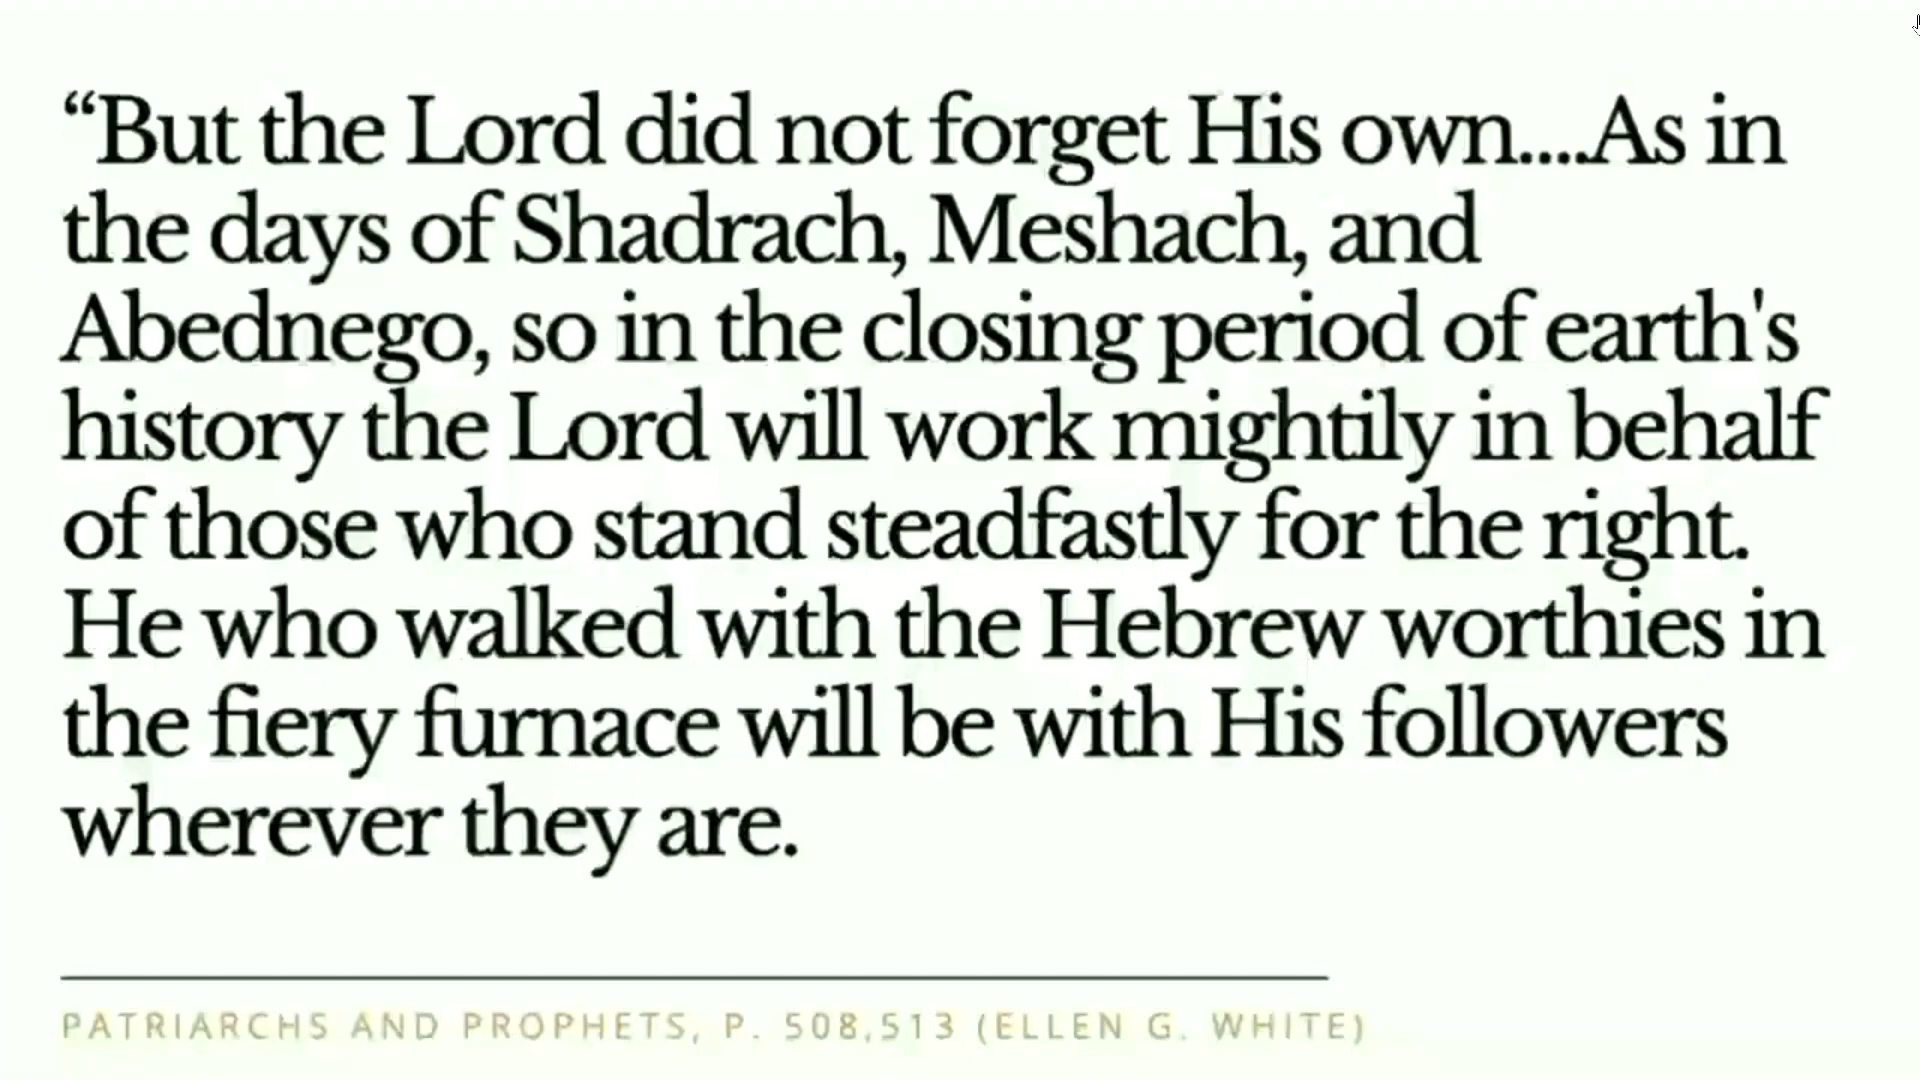 “But the Lord did not forget His own....As in
the days of Shadrach, Meshach, and
Abednego, so in the closing period of earth's
history the Lord will work mightily in behalf
of those who stand steadfastly for the right.
He who walked with the Hebrew worthies in
the fiery furnace will be with His followers
wherever they are.
PATRIARCHS AND PROPHETS, P. 508,513 (ELLEN G. WHITE)